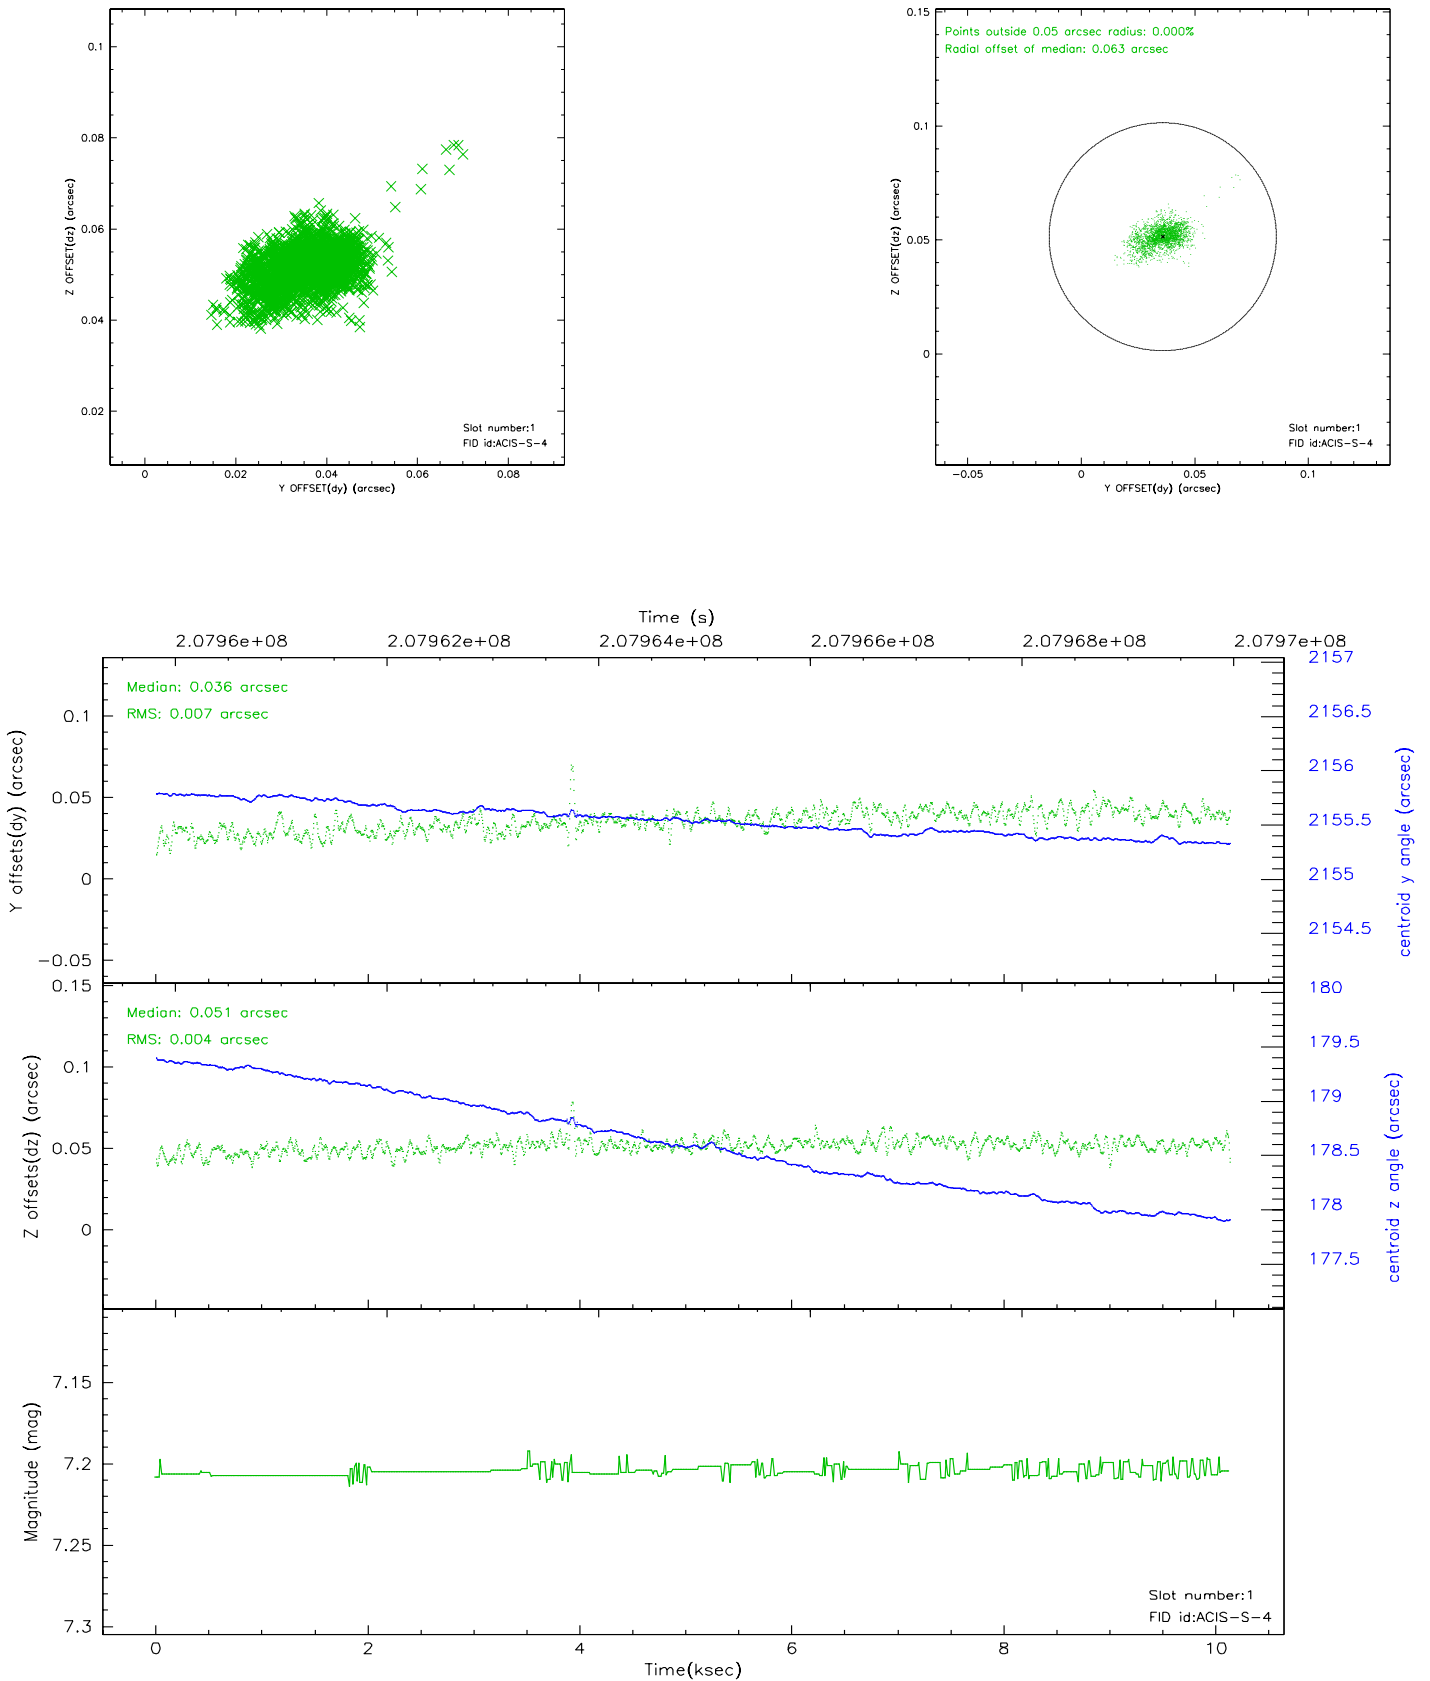 0.1
0.08
0.06
0.04
0.02
Z OFFSET(dz) (arcsec)
Slot number:1
FID id:ACIS-S-4
0 0.02 0.04 0.06 0.08
Y OFFSET(dy) (arcsec)
0.15
0.1
0.05
0
Z OFFSET(dz) (arcsec)
Points outside 0.05 arcsec radius: 0.000%
Radial offset of median: 0.063 arcsec
Slot number:1
FID id:ACIS-S-4
-0.05 0 0.05 0.1
Y OFFSET(dy) (arcsec)
Time (s)
2.0796e+08 2.07962e+08 2.07964e+08 2.07966e+08 2.07968e+08 2.0797e+08
Median: 0.036 arcsec
RMS: 0.007 arcsec
0.1
0.05
0
-0.05
Y offsets(dy) (arcsec)
2157
2156.5
2156
2155.5
2155
2154.5
centroid y angle (arcsec)
Median: 0.051 arcsec
RMS: 0.004 arcsec
0.15
0.1
0.05
0
Z offsets(dz) (arcsec)
180
179.5
179
178.5
178
177.5
centroid z angle (arcsec)
7.15
7.2
7.25
7.3
Magnitude (mag)
Slot number:1
FID id:ACIS-S-4
0 2 4 6 8 10
Time(ksec)